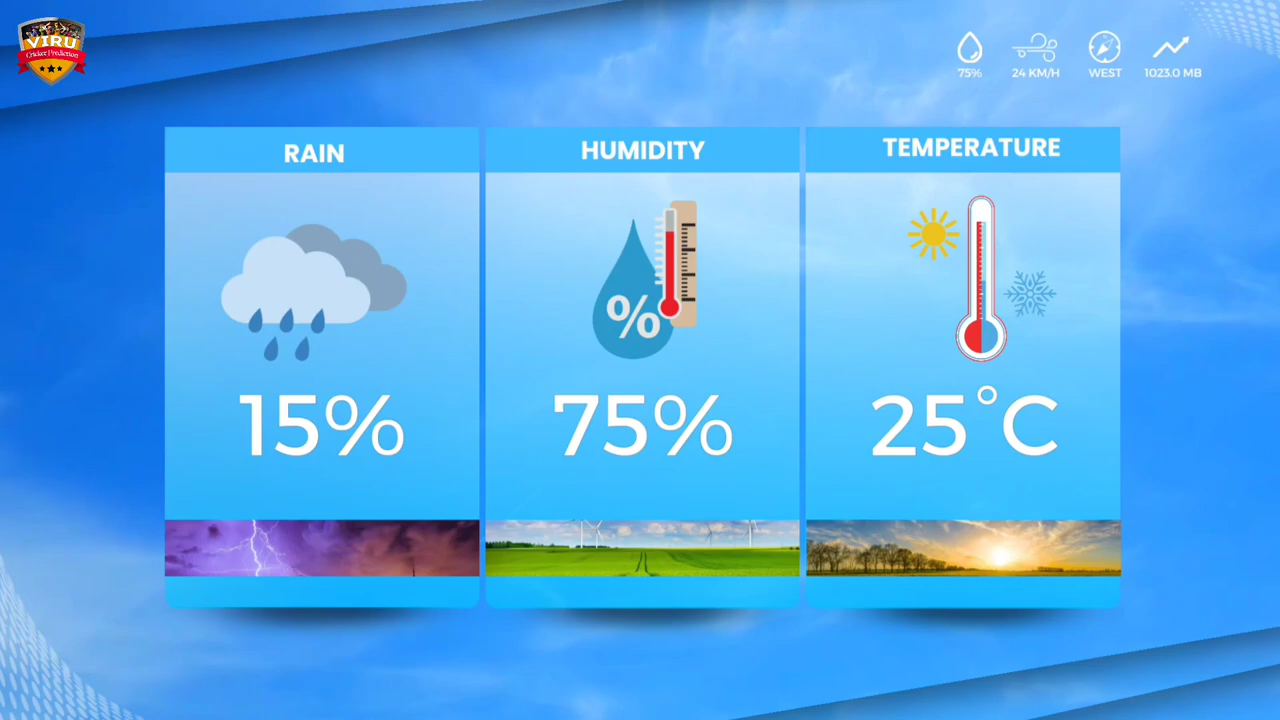 VIRU
Cricket Prediction
75%
24 KM/H
WEST
1023.0 MB
RAIN
HUMIDITY
TEMPERATURE
%
15%
75%
25°C